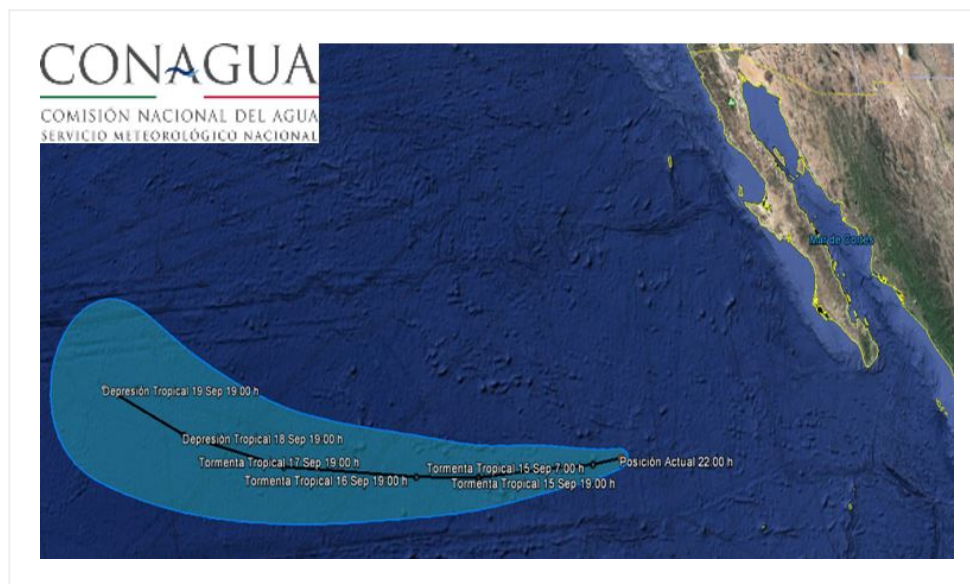 CONAGUA
COMISIÓN NACIONAL DEL AGUA
SERVICIO METEOROLÓGICO NACIONAL
Mar de Cortés
Depresión Tropical 19 Sep 19:00 h
Depresión Tropical 18 Sep 19:00 h
Tormenta Tropical 17 Sep 19:00 h
Tormenta Tropical 16 Sep 19:00 h
Tormenta Tropical 15 Sep 7:00 h
Tormenta Tropical 15 Sep 19:00 h
Posición Actual 22:00 h